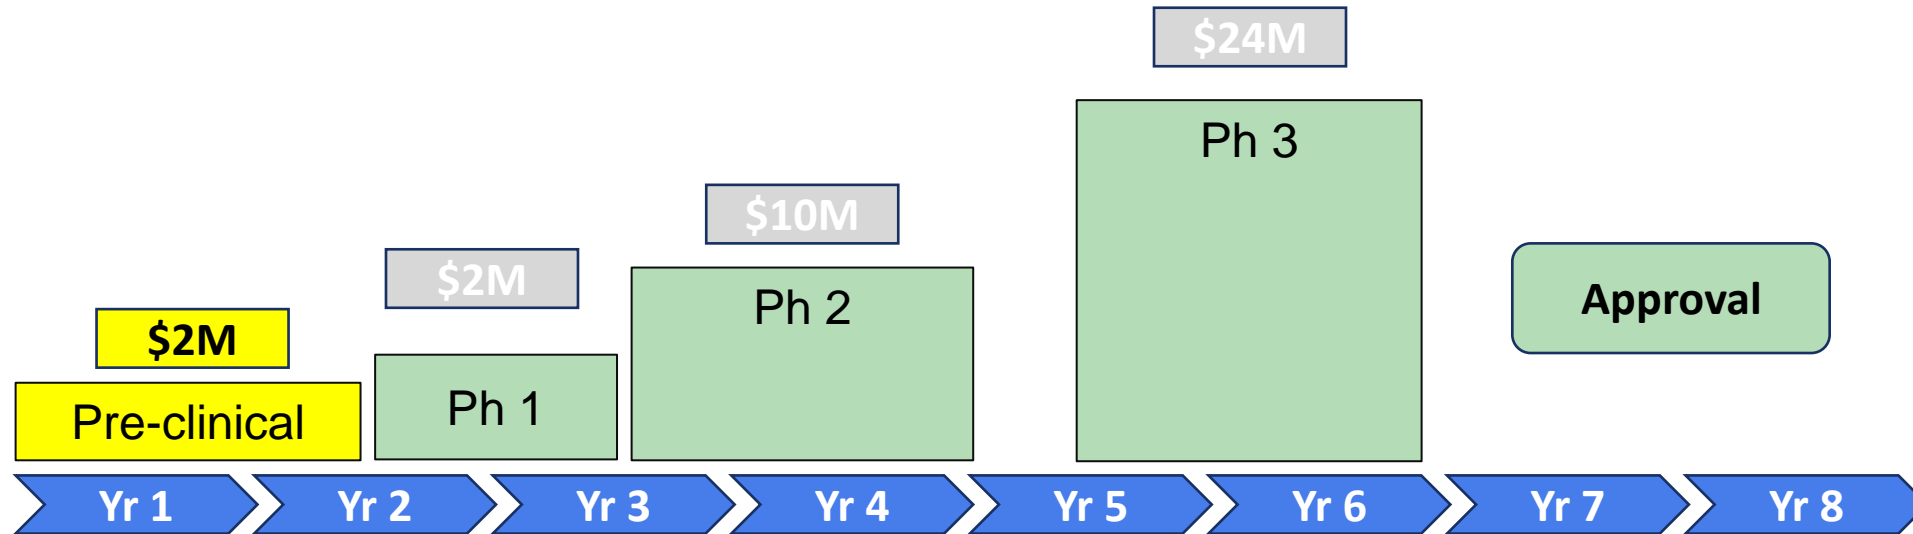 $24M
Ph 3
$10M
Ph 2
$2M
Ph 1
$2M
Pre-clinical
Approval
Yr 1
Yr 2
Yr 3
Yr 4
Yr 5
Yr 6
Yr 7
Yr 8